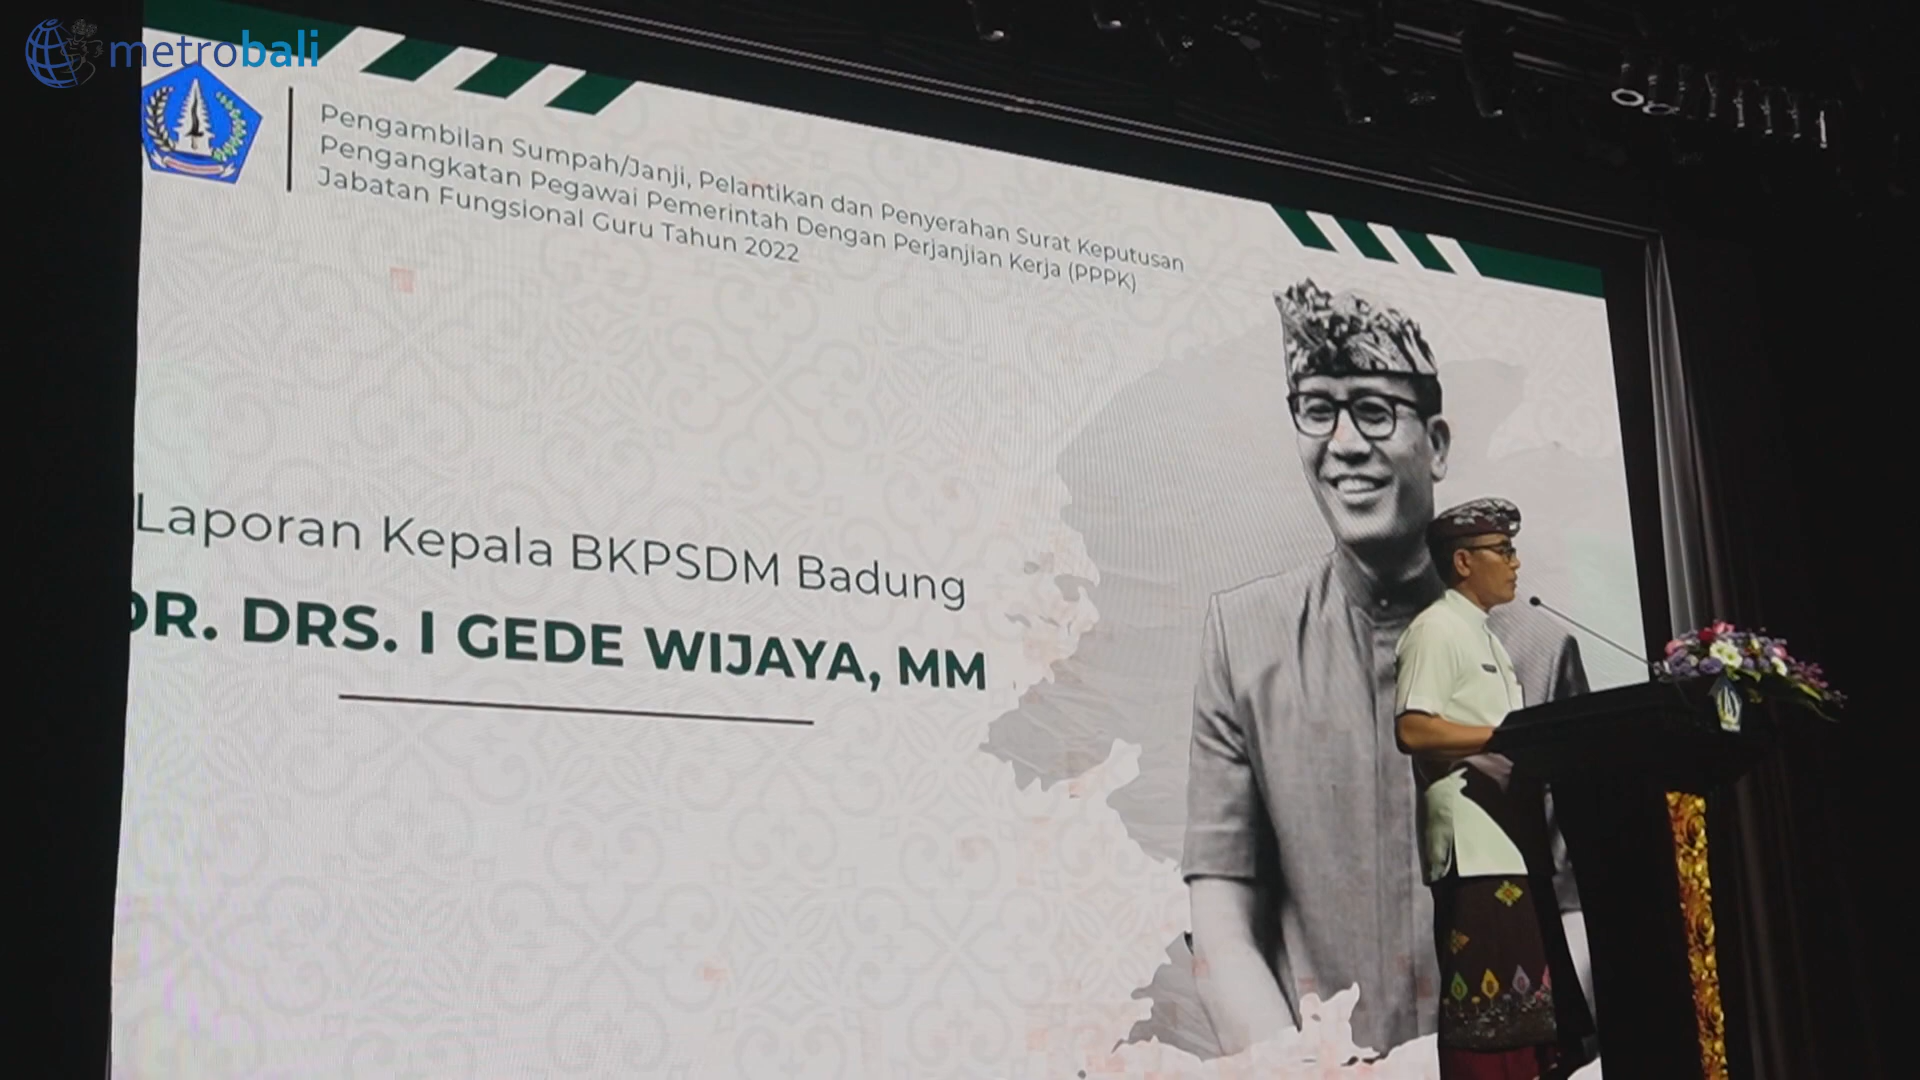 metrobali
Pengambilan Sumpah/Janji, Pelantikan dan Penyerahan Surat Keputusan
Pengangkatan Pegawai Pemerintah Dengan Perjanjian Kerja (PPPK)
Jabatan Fungsional Guru Tahun 2022
Laporan Kepala BKPSDM Badung
DR. DRS. I GEDE WIJAYA, MM